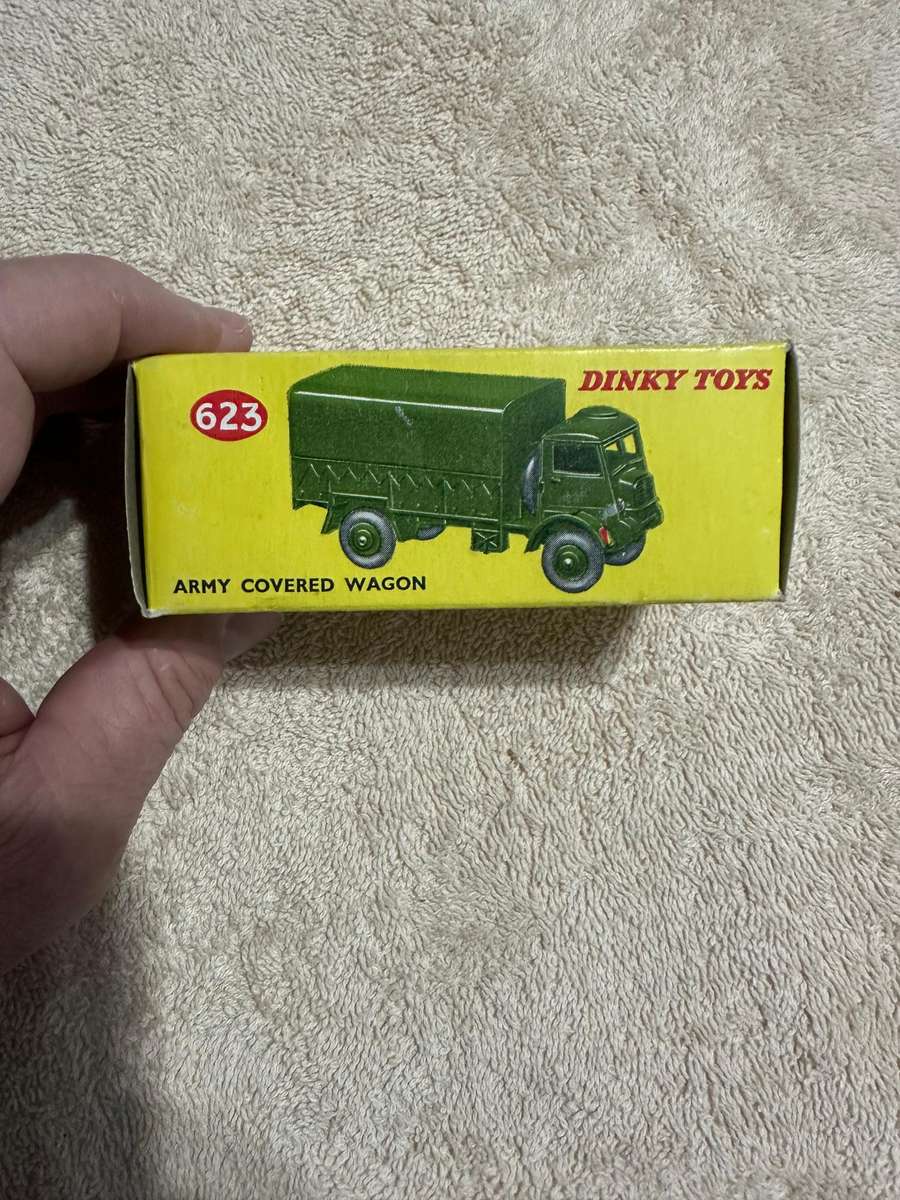 DINKY TOYS
623
ARMY COVERED WAGON